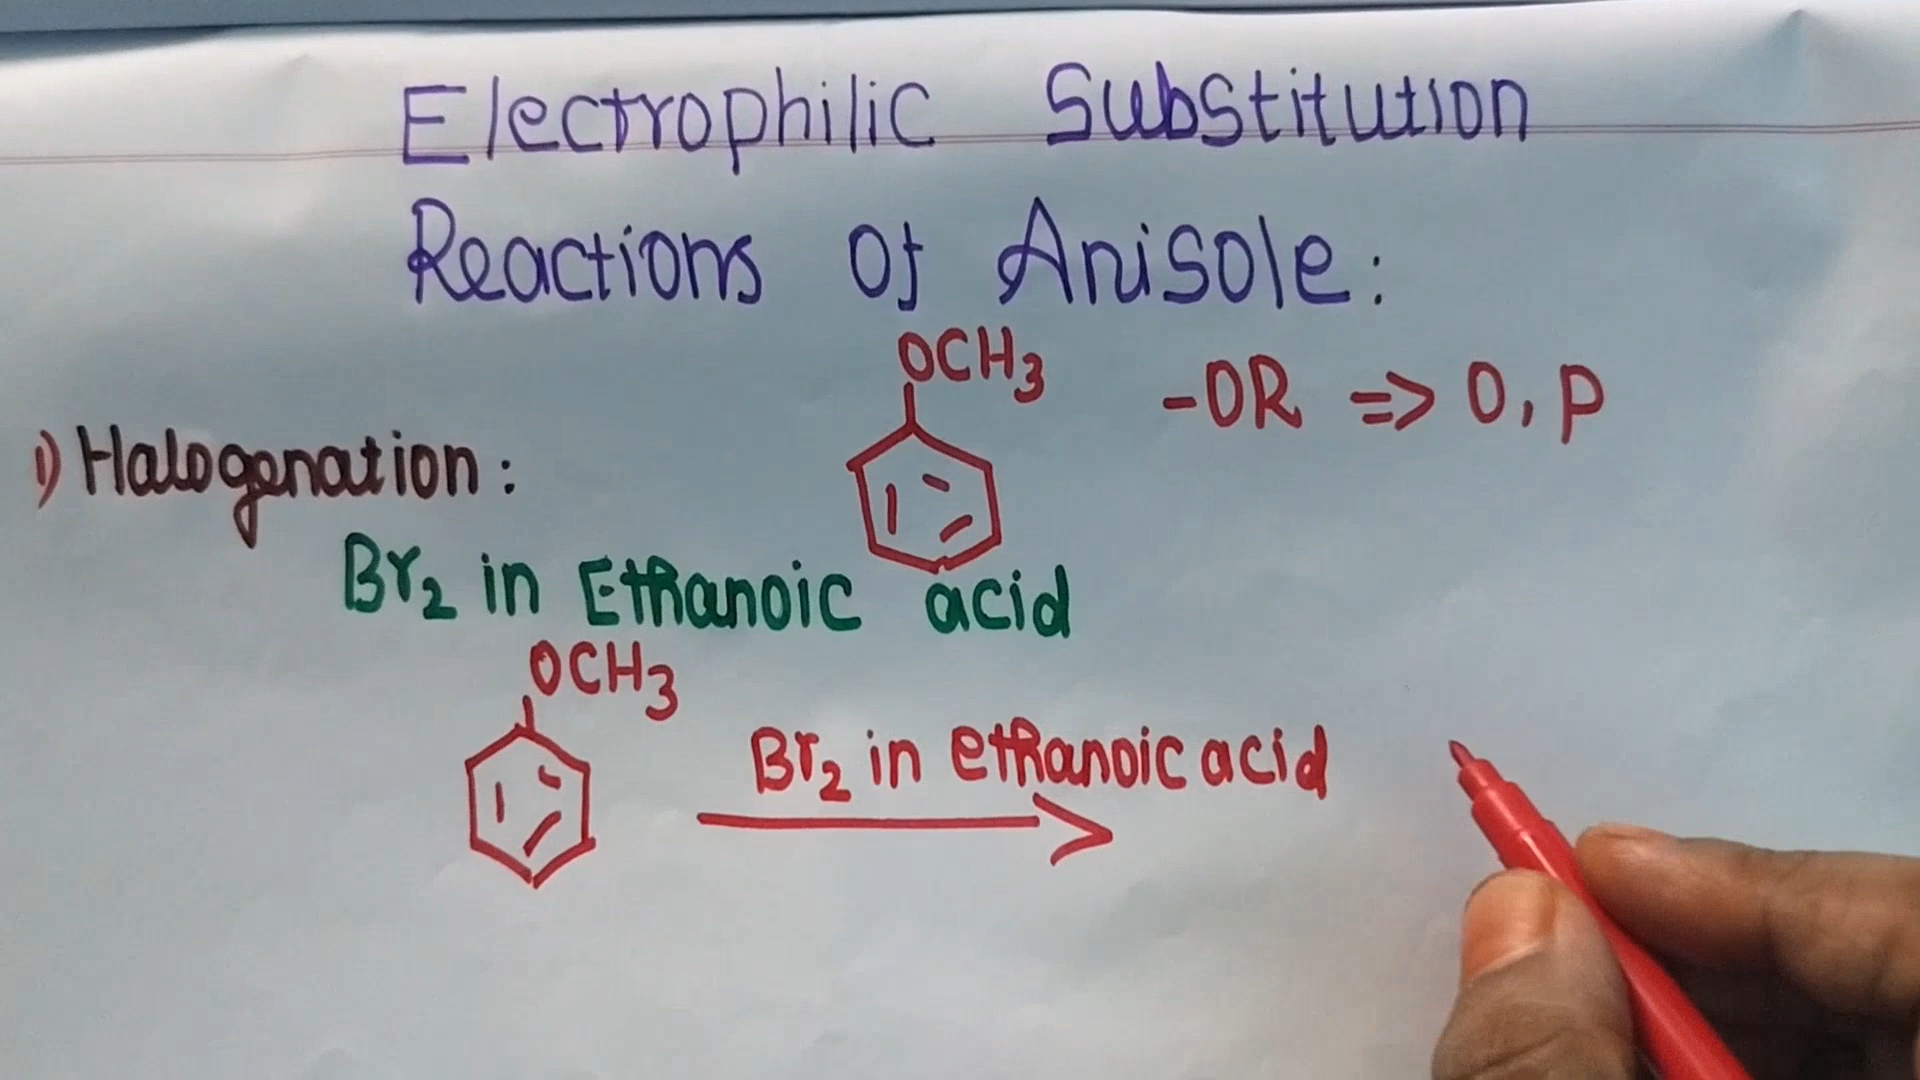 Electrophilic Substitution
Reactions Of Anisole:
OCH3
-OR => O, P
1) Halogenation:
Br2 in Ethanoic acid
OCH3
Br2 in ethanoic acid